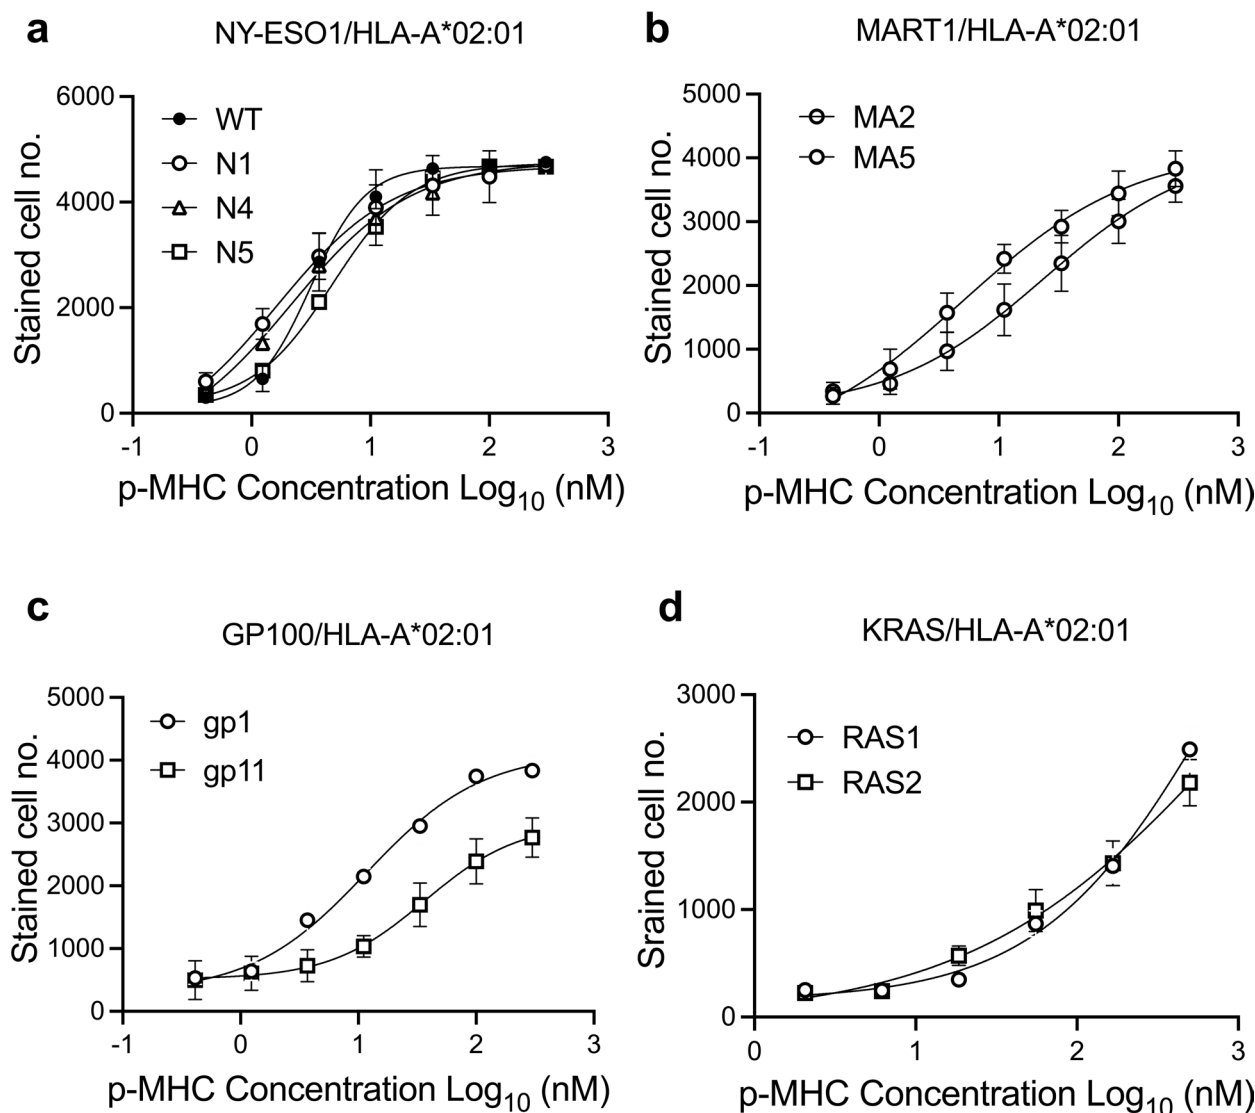 a
NY-ESO1/HLA-A*02:01
6000
4000
2000
0
Stained cell no.
WT
N1
N4
N5
-1 0 1 2 3
p-MHC Concentration Log10 (nM)
b
MART1/HLA-A*02:01
5000
4000
3000
2000
1000
0
Stained cell no.
MA2
MA5
-1 0 1 2 3
p-MHC Concentration Log10 (nM)
c
GP100/HLA-A*02:01
5000
4000
3000
2000
1000
0
Stained cell no.
gp1
gp11
-1 0 1 2 3
p-MHC Concentration Log10 (nM)
d
KRAS/HLA-A*02:01
3000
2000
1000
0
Srained cell no.
RAS1
RAS2
0 1 2 3
p-MHC Concentration Log10 (nM)